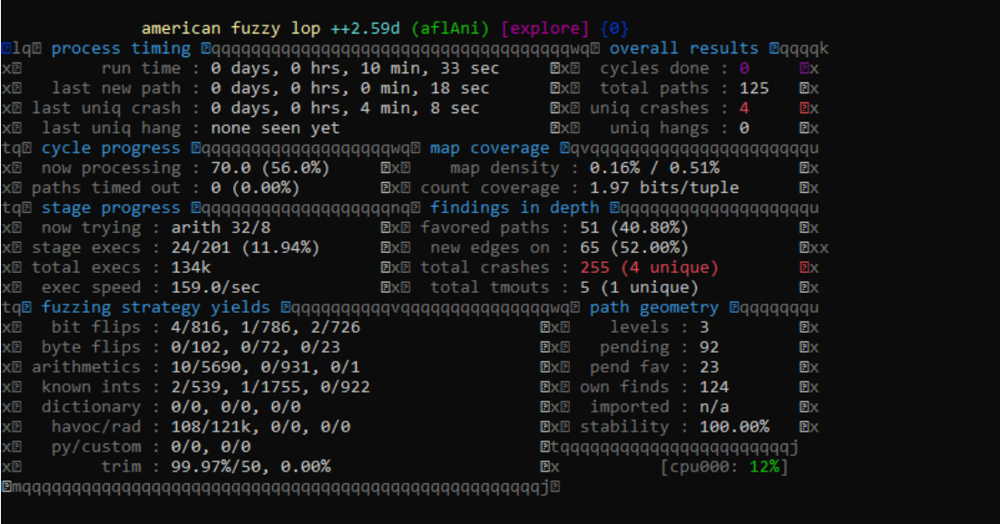 american fuzzy lop ++2.59d (aflAni) [explore] {0}
lq process timing qqqqqqqqqqqqqqqqqqqqqqqqqqqqqqqqqqqqwq overall results qqqqk
x run time : 0 days, 0 hrs, 10 min, 33 sec x cycles done : 0 x
x last new path : 0 days, 0 hrs, 0 min, 18 sec x total paths : 125 x
x last uniq crash : 0 days, 0 hrs, 4 min, 8 sec x uniq crashes : 4 x
x last uniq hang : none seen yet x uniq hangs : 0 x
tq cycle progress qqqqqqqqqqqqqqqqqqqwq map coverage qvqqqqqqqqqqqqqqqqqqqqqqu
x now processing : 70.0 (56.0%) x map density : 0.16% / 0.51% x
x paths timed out : 0 (0.00%) x count coverage : 1.97 bits/tuple x
tq stage progress qqqqqqqqqqqqqqqqqqqnq findings in depth qqqqqqqqqqqqqqqqqqqu
x now trying : arith 32/8 x favored paths : 51 (40.80%) x
x stage execs : 24/201 (11.94%) x new edges on : 65 (52.00%) xx
x total execs : 134k x total crashes : 255 (4 unique) x
x exec speed : 159.0/sec x total tmouts : 5 (1 unique) x
tq fuzzing strategy yields qqqqqqqqqqvqqqqqqqqqqqqqqqwq path geometry qqqqqqqu
x bit flips : 4/816, 1/786, 2/726 x levels : 3 x
x byte flips : 0/102, 0/72, 0/23 x pending : 92 x
x arithmetics : 10/5690, 0/931, 0/1 x pend fav : 23 x
x known ints : 2/539, 1/1755, 0/922 x own finds : 124 x
x dictionary : 0/0, 0/0, 0/0 x imported : n/a x
x havoc/rad : 108/121k, 0/0, 0/0 x stability : 100.00% x
x py/custom : 0/0, 0/0 tqqqqqqqqqqqqqqqqqqqqqqqj
x trim : 99.97%/50, 0.00% x [cpu000: 12%]
mqqqqqqqqqqqqqqqqqqqqqqqqqqqqqqqqqqqqqqqqqqqqqqqqqqqqj